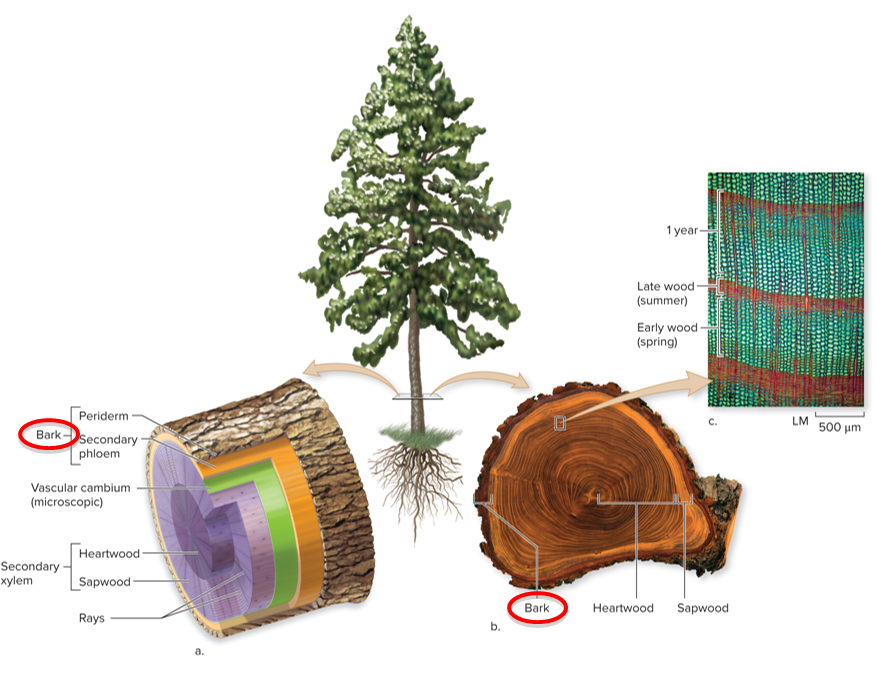 1 year
Late wood
(summer)
Early wood
(spring)
c.
LM
500 µm
Periderm
Bark
Secondary
phloem
Vascular cambium
(microscopic)
Heartwood
Secondary
xylem
Sapwood
Rays
a.
Bark
Heartwood
Sapwood
b.